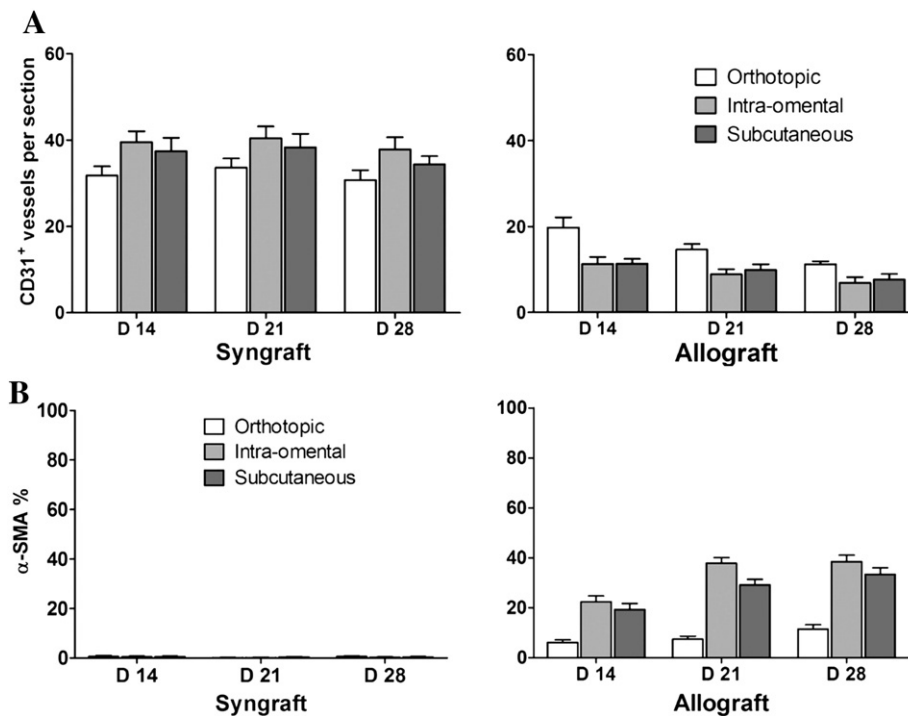 A
CD31⁺ vessels per section
60
40
20
0
D 14 D 21 D 28
Syngraft
60
40
20
0
Orthotopic
Intra-omental
Subcutaneous
D 14 D 21 D 28
Allograft
B
α-SMA %
100
80
60
40
20
0
Orthotopic
Intra-omental
Subcutaneous
D 14 D 21 D 28
Syngraft
100
80
60
40
20
0
D 14 D 21 D 28
Allograft